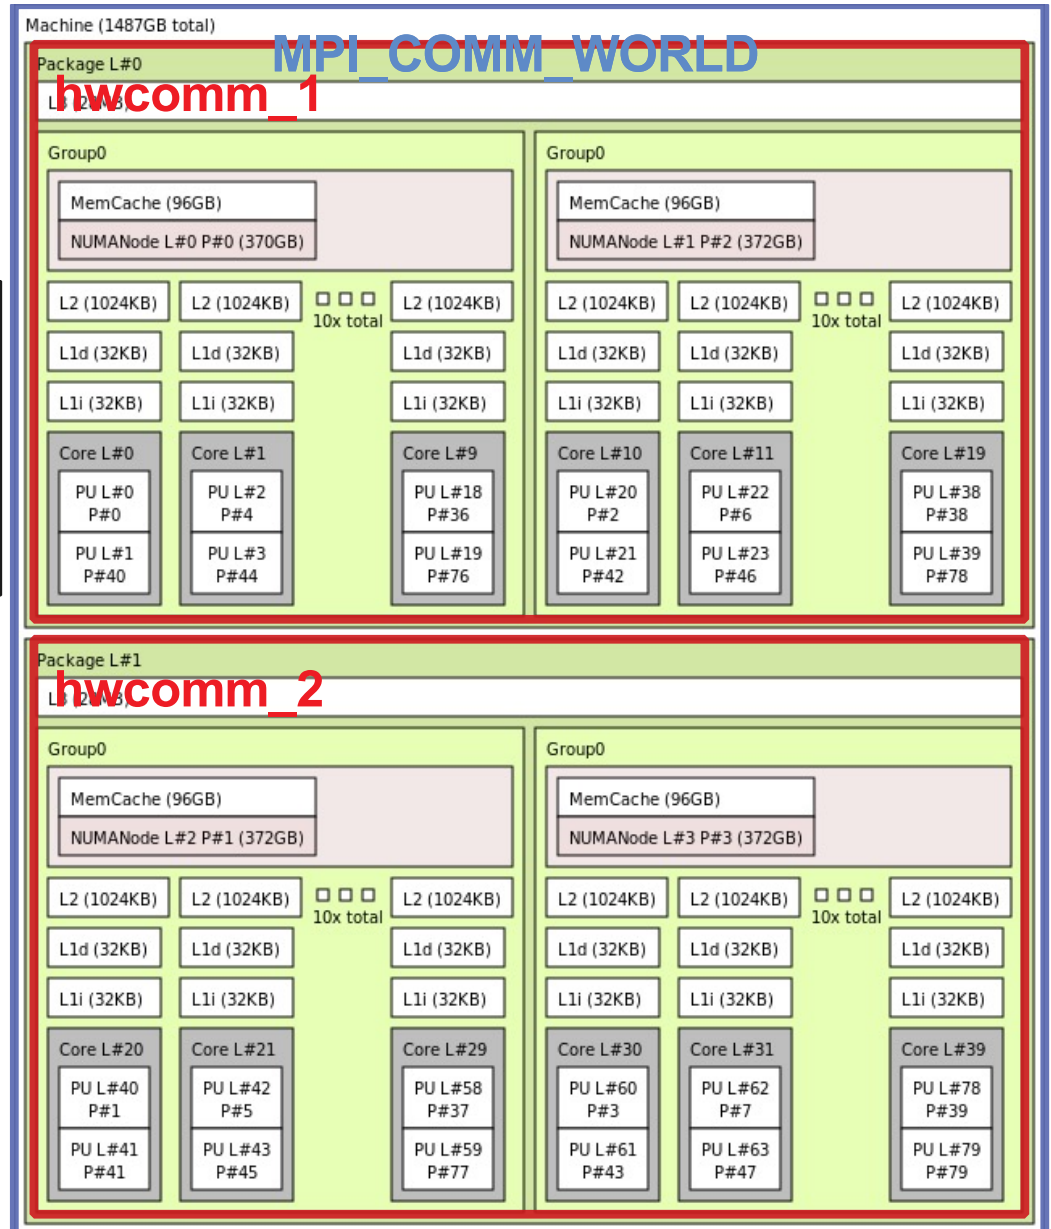 Machine (1487GB total)
MPI_COMM_WORLD
Package L#0
hwcomm_1
Group0 Group0
MemCache (96GB) MemCache (96GB)
NUMANode L#0 P#0 (370GB) NUMANode L#1 P#2 (372GB)
L2 (1024KB) L2 (1024KB) L2 (1024KB) L2 (1024KB) L2 (1024KB) L2 (1024KB)
10x total 10x total
L1d (32KB) L1d (32KB) L1d (32KB) L1d (32KB) L1d (32KB) L1d (32KB)
L1i (32KB) L1i (32KB) L1i (32KB) L1i (32KB) L1i (32KB) L1i (32KB)
Core L#0 Core L#1 Core L#9 Core L#10 Core L#11 Core L#19
PU L#0 PU L#2 PU L#18 PU L#20 PU L#22 PU L#38
P#0 P#4 P#36 P#2 P#6 P#38
PU L#1 PU L#3 PU L#19 PU L#21 PU L#23 PU L#39
P#40 P#44 P#76 P#42 P#46 P#78
Package L#1
hwcomm_2
Group0 Group0
MemCache (96GB) MemCache (96GB)
NUMANode L#2 P#1 (372GB) NUMANode L#3 P#3 (372GB)
L2 (1024KB) L2 (1024KB) L2 (1024KB) L2 (1024KB) L2 (1024KB) L2 (1024KB)
10x total 10x total
L1d (32KB) L1d (32KB) L1d (32KB) L1d (32KB) L1d (32KB) L1d (32KB)
L1i (32KB) L1i (32KB) L1i (32KB) L1i (32KB) L1i (32KB) L1i (32KB)
Core L#20 Core L#21 Core L#29 Core L#30 Core L#31 Core L#39
PU L#40 PU L#42 PU L#58 PU L#60 PU L#62 PU L#78
P#1 P#5 P#37 P#3 P#7 P#39
PU L#41 PU L#43 PU L#59 PU L#61 PU L#63 PU L#79
P#41 P#45 P#77 P#43 P#47 P#79